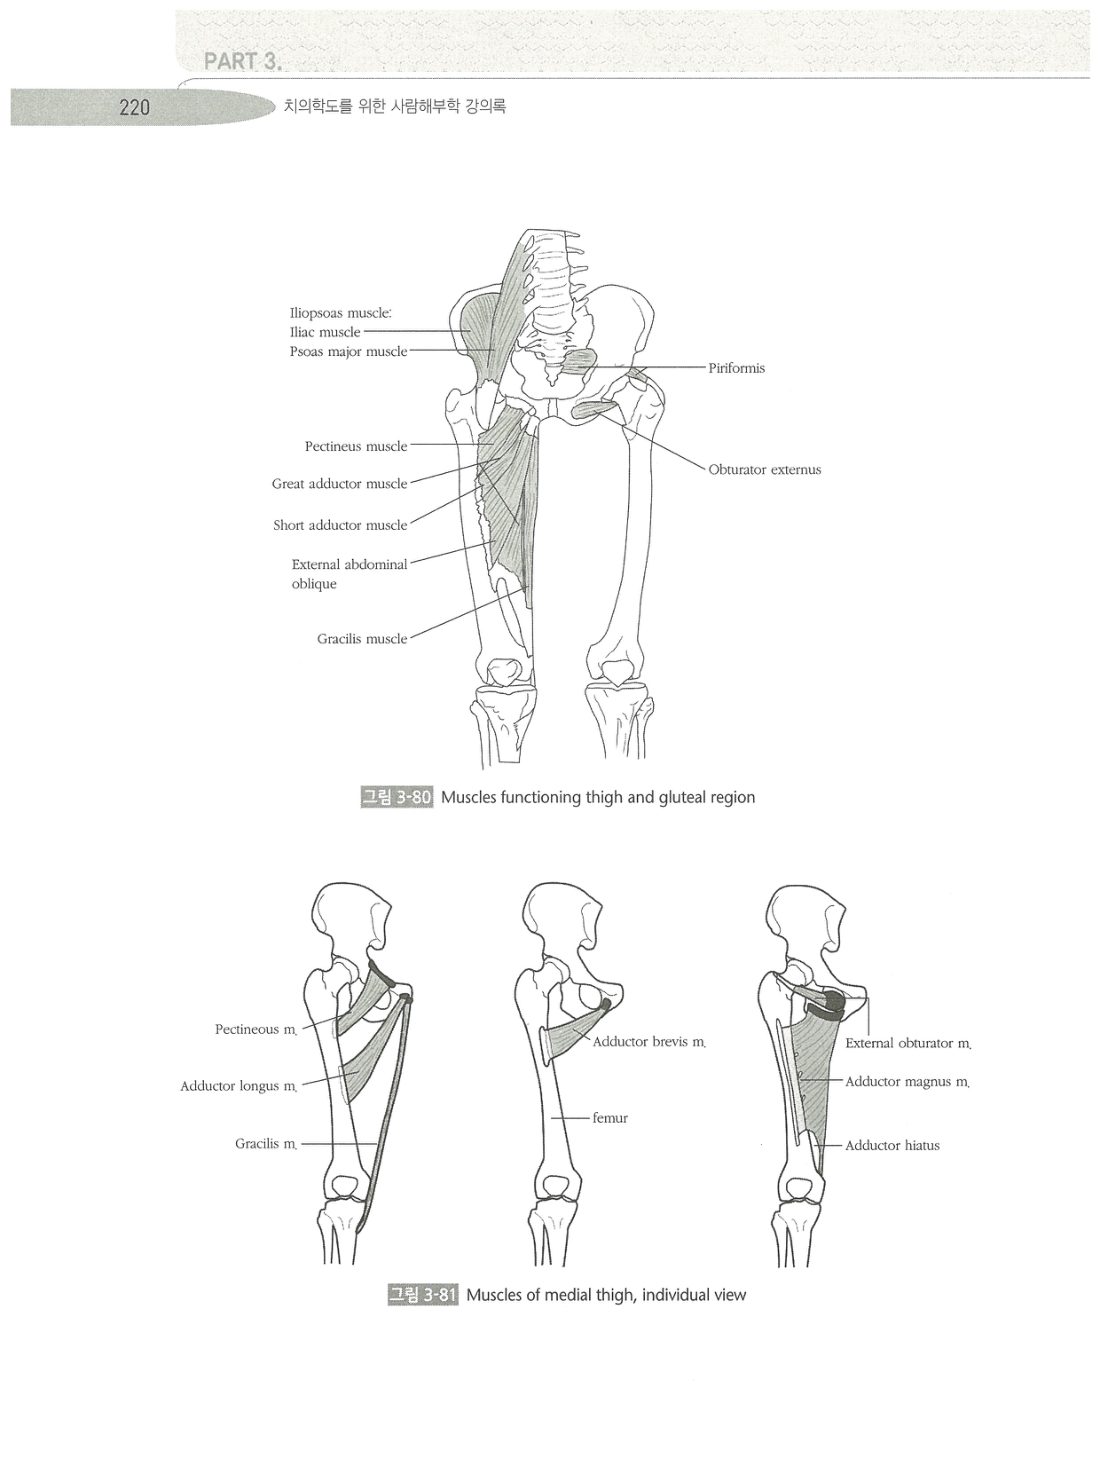 PART 3.
220
치의학도를 위한 사람해부학 강의록
Iliopsoas muscle:
Iliac muscle
Psoas major muscle
Piriformis
Pectineus muscle
Great adductor muscle
Obturator externus
Short adductor muscle
External abdominal
oblique
Gracilis muscle
그림 3-80 Muscles functioning thigh and gluteal region
Pectineous m.
Adductor longus m.
Gracilis m.
Adductor brevis m.
femur
External obturator m.
Adductor magnus m.
Adductor hiatus
그림 3-81 Muscles of medial thigh, individual view